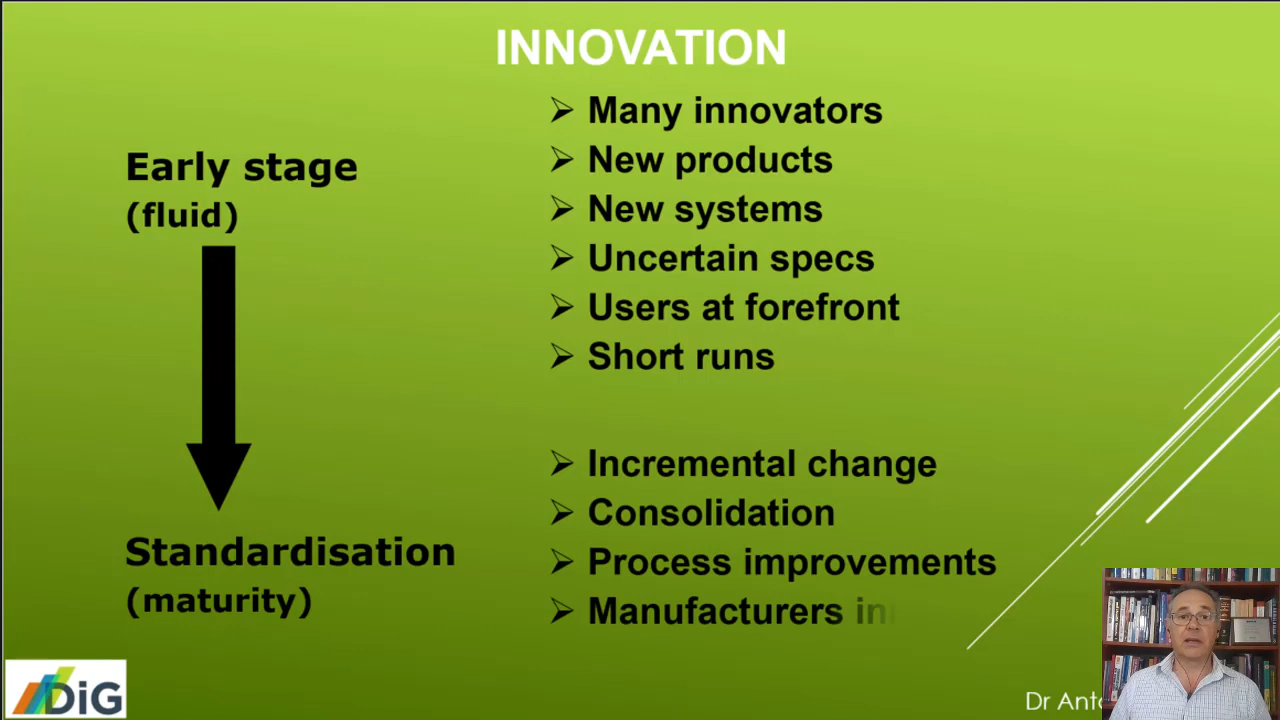 INNOVATION
Many innovators
Early stage
New products
(fluid)
New systems
Uncertain specs
Users at forefront
Short runs
Incremental change
Consolidation
Standardisation
Process improvements
(maturity)
Manufacturers
DiG
Dr